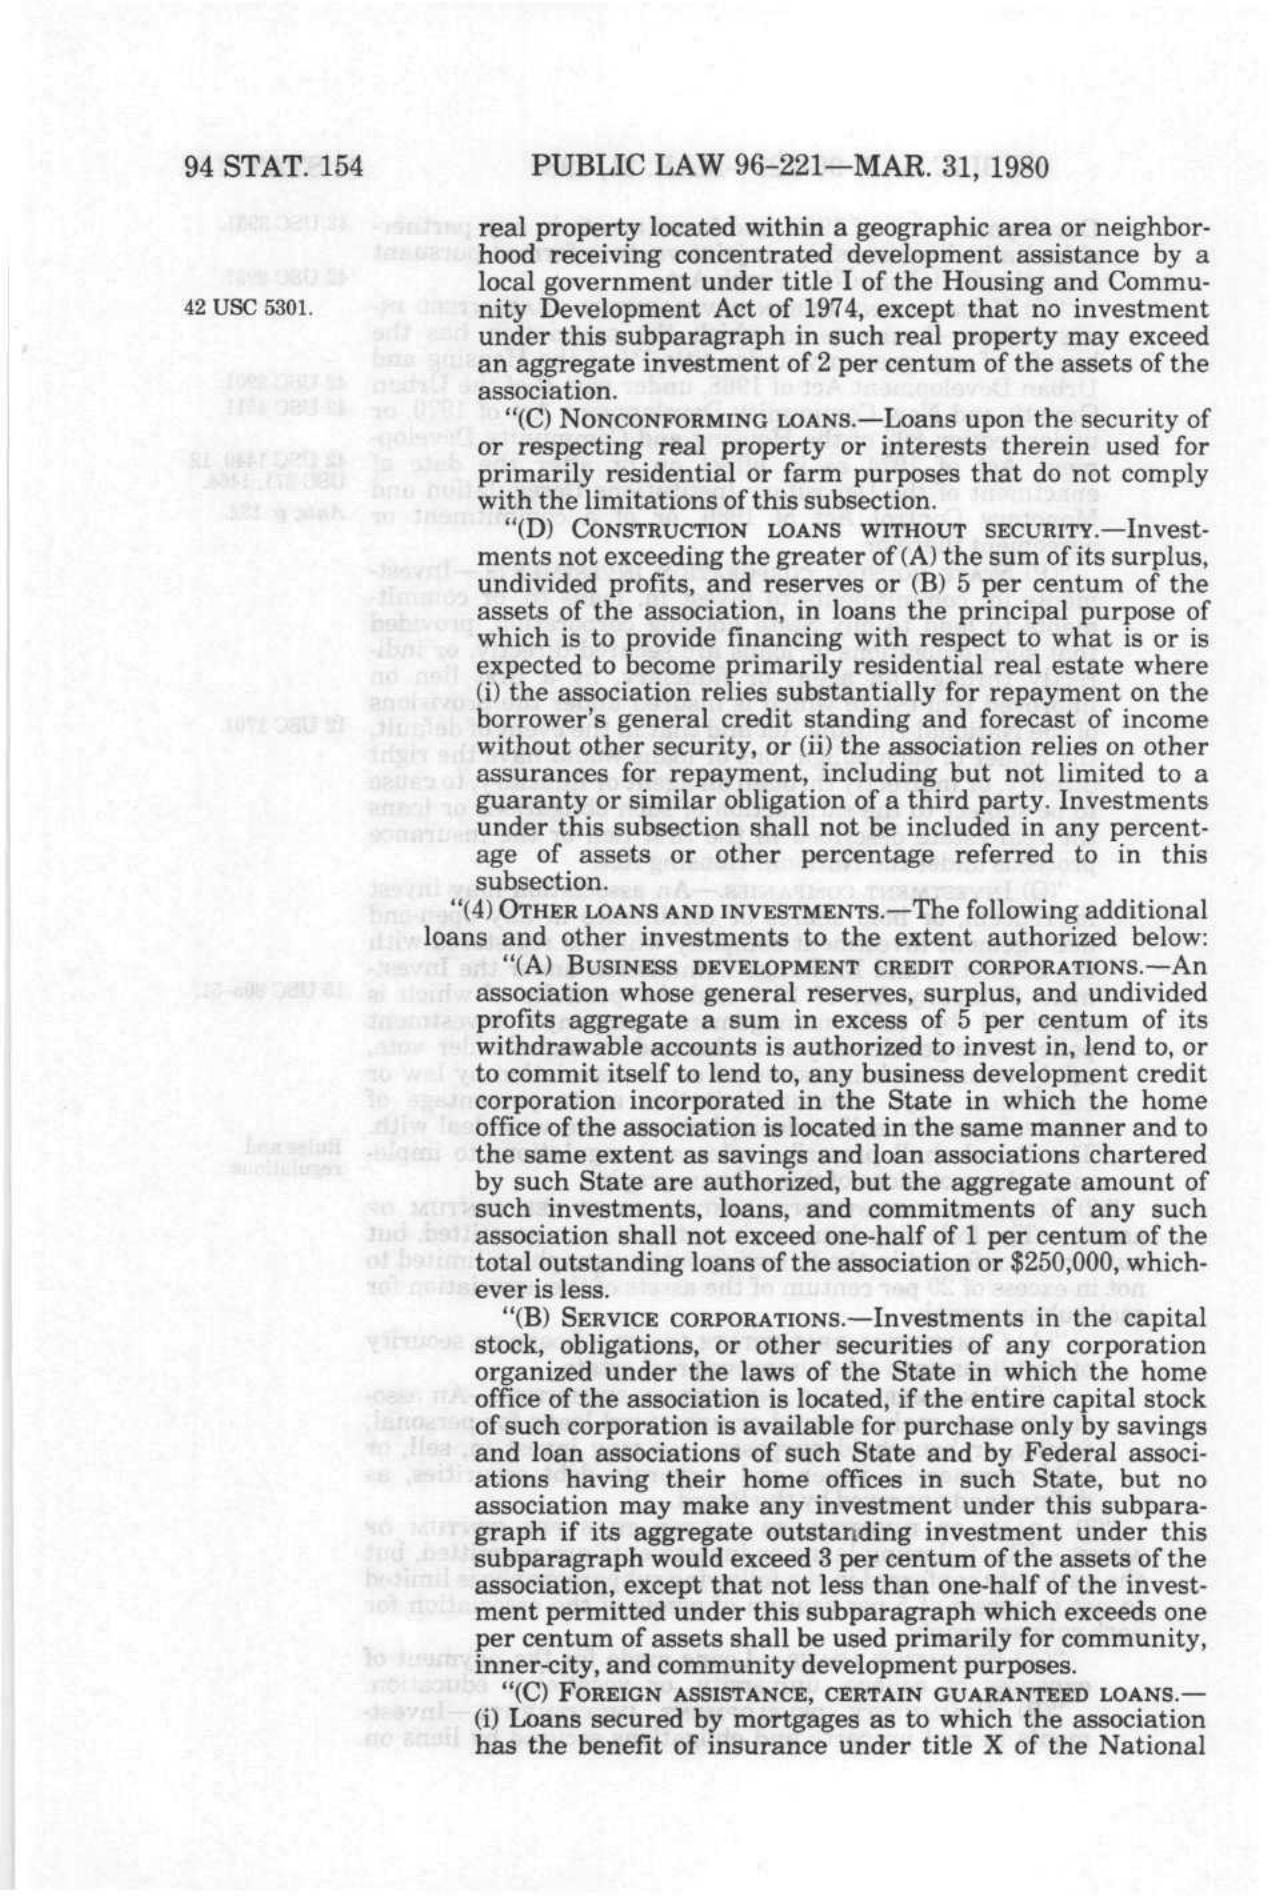 94 STAT. 154
PUBLIC LAW 96-221—MAR. 31, 1980
real property located within a geographic area or neighbor-
hood receiving concentrated development assistance by a
local government under title I of the Housing and Commu-
42 USC 5301.
nity Development Act of 1974, except that no investment
under this subparagraph in such real property may exceed
an aggregate investment of 2 per centum of the assets of the
association.
"(C) NONCONFORMING LOANS.—Loans upon the security of
or respecting real property or interests therein used for
primarily residential or farm purposes that do not comply
with the limitations of this subsection.
"(D) CONSTRUCTION LOANS WITHOUT SECURITY.—Invest-
ments not exceeding the greater of (A) the sum of its surplus,
undivided profits, and reserves or (B) 5 per centum of the
assets of the association, in loans the principal purpose of
which is to provide financing with respect to what is or is
expected to become primarily residential real estate where
(i) the association relies substantially for repayment on the
borrower's general credit standing and forecast of income
without other security, or (ii) the association relies on other
assurances for repayment, including but not limited to a
guaranty or similar obligation of a third party. Investments
under this subsection shall not be included in any percent-
age of assets or other percentage referred to in this
subsection.
"(4) OTHER LOANS AND INVESTMENTS.—The following additional
loans and other investments to the extent authorized below:
"(A) BUSINESS DEVELOPMENT CREDIT CORPORATIONS.—An
association whose general reserves, surplus, and undivided
profits aggregate a sum in excess of 5 per centum of its
withdrawable accounts is authorized to invest in, lend to, or
to commit itself to lend to, any business development credit
corporation incorporated in the State in which the home
office of the association is located in the same manner and to
the same extent as savings and loan associations chartered
by such State are authorized, but the aggregate amount of
such investments, loans, and commitments of any such
association shall not exceed one-half of 1 per centum of the
total outstanding loans of the association or $250,000, which-
ever is less.
"(B) SERVICE CORPORATIONS.—Investments in the capital
stock, obligations, or other securities of any corporation
organized under the laws of the State in which the home
office of the association is located, if the entire capital stock
of such corporation is available for purchase only by savings
and loan associations of such State and by Federal associ-
ations having their home offices in such State, but no
association may make any investment under this subpara-
graph if its aggregate outstanding investment under this
subparagraph would exceed 3 per centum of the assets of the
association, except that not less than one-half of the invest-
ment permitted under this subparagraph which exceeds one
per centum of assets shall be used primarily for community,
inner-city, and community development purposes.
"(C) FOREIGN ASSISTANCE, CERTAIN GUARANTEED LOANS.—
(i) Loans secured by mortgages as to which the association
has the benefit of insurance under title X of the National